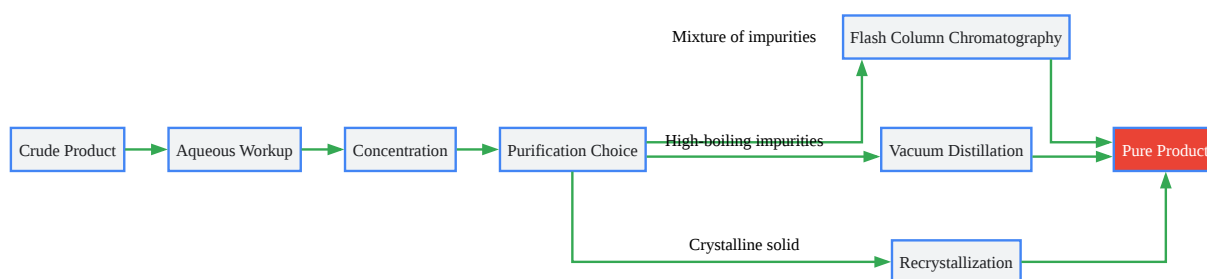 Mixture of impurities
Flash Column Chromatography
Crude Product
Aqueous Workup
Concentration
Purification Choice
High-boiling impurities
Vacuum Distillation
Pure Product
Crystalline solid
Recrystallization